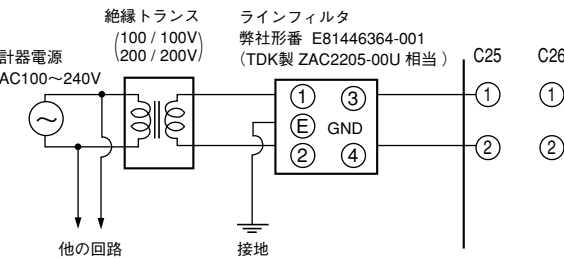 絶縁トランス
(100 / 100V
200 / 200V)
ラインフィルタ
弊社形番 E81446364-001
(TDK製 ZAC2205-00U 相当 )
計器電源
AC100~240V
C25
C26
1
3
1
1
E
GND
2
4
2
2
他の回路
接地